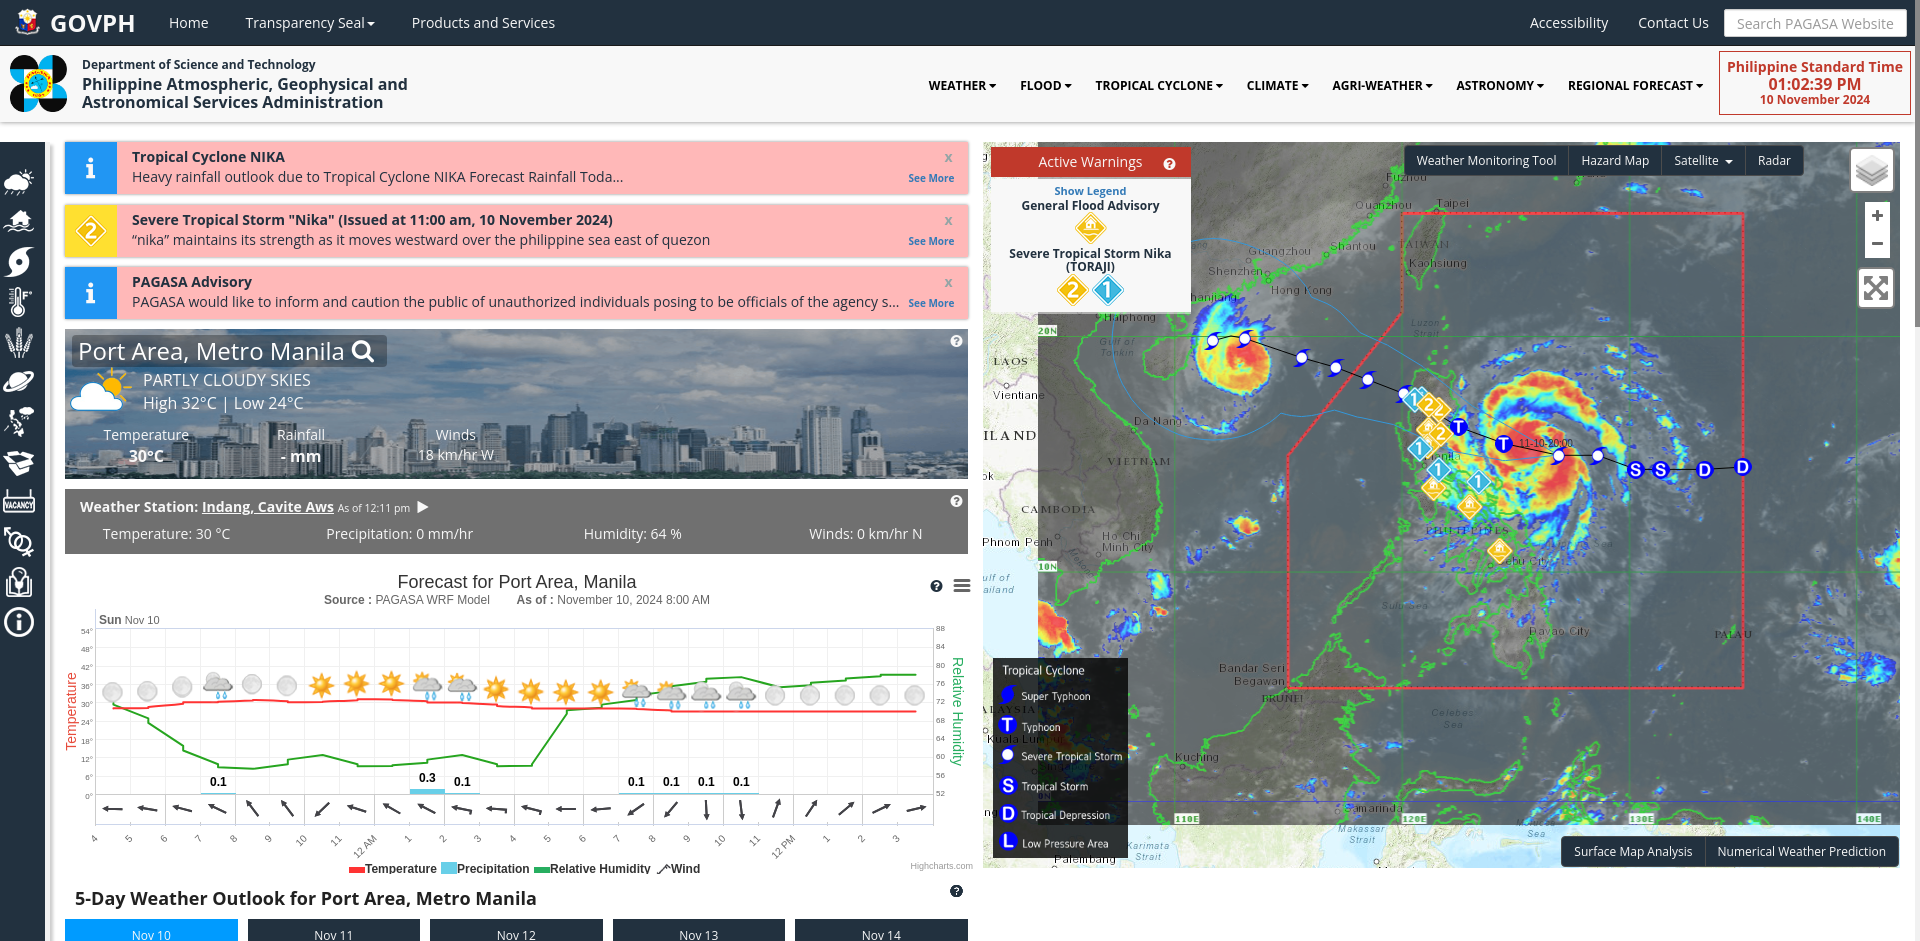 GOVPH
Home
Transparency Seal
Products and Services
Accessibility
Contact Us
Search PAGASA Website
Department of Science and Technology
Philippine Atmospheric, Geophysical and
Astronomical Services Administration
WEATHER
FLOOD
TROPICAL CYCLONE
CLIMATE
AGRI-WEATHER
ASTRONOMY
REGIONAL FORECAST
Philippine Standard Time
01:02:39 PM
10 November 2024
Tropical Cyclone NIKA
x
Heavy rainfall outlook due to Tropical Cyclone NIKA Forecast Rainfall Toda...
See More
2
Severe Tropical Storm "Nika" (Issued at 11:00 am, 10 November 2024)
x
“nika” maintains its strength as it moves westward over the philippine sea east of quezon
See More
PAGASA Advisory
x
PAGASA would like to inform and caution the public of unauthorized individuals posing to be officials of the agency s...
See More
Port Area, Metro Manila
PARTLY CLOUDY SKIES
High 32°C | Low 24°C
Temperature
30°C
Rainfall
- mm
Winds
18 km/hr W
Weather Station: Indang, Cavite Aws As of 12:11 pm
Temperature: 30 °C
Precipitation: 0 mm/hr
Humidity: 64 %
Winds: 0 km/hr N
VACANCY
Forecast for Port Area, Manila
Source : PAGASA WRF Model As of : November 10, 2024 8:00 AM
Sun Nov 10
Temperature
54°
48°
42°
36°
30°
24°
18°
12°
6°
0°
88
84
80
76
72
68
64
60
56
52
Relative Humidity
0.1
0.3
0.1
0.1
0.1
0.1
0.1
4
5
6
7
8
9
10
11
12 AM
1
2
3
4
5
6
7
8
9
10
11
12 PM
1
2
3
Temperature
Precipitation
Relative Humidity
Wind
Highcharts.com
5-Day Weather Outlook for Port Area, Metro Manila
Nov 10
Nov 11
Nov 12
Nov 13
Nov 14
Active Warnings
Show Legend
General Flood Advisory
Severe Tropical Storm Nika
(TORAJI)
2
1
Weather Monitoring Tool
Hazard Map
Satellite
Radar
+
−
Fuzhou
Quanzhou
Taipei
Guangzhou
Shantou
TAIWAN
Shenzhen
Kaohsiung
Hong Kong
Haiphong
20N
Gulf of
Tonkin
Luzon
Strait
LAOS
Vientiane
Da Nang
VIETNAM
11-10-20:00
1
2
2
2
1
1
1
T
T
S
S
D
D
CAMBODIA
Phnom Penh
Ho Chi
Minh City
PHILIPPINES
10N
Sulu Sea
Davao City
PALAU
Bandar Seri
Begawan
BRUNEI
Celebes
Sea
Kuching
Samarinda
110E
120E
130E
140E
Makassar
Strait
Karimata
Strait
Palembang
Tropical Cyclone
Super Typhoon
T Typhoon
Severe Tropical Storm
S Tropical Storm
D Tropical Depression
L Low Pressure Area
Surface Map Analysis
Numerical Weather Prediction